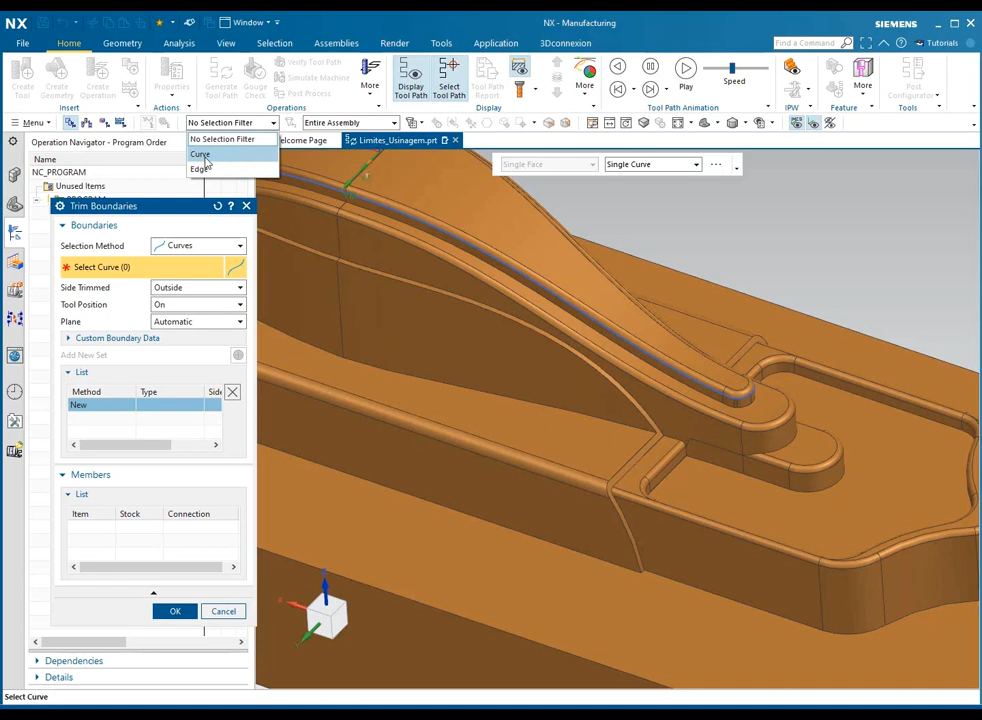 NX
Window
NX - Manufacturing
SIEMENS
File
Home
Geometry
Analysis
View
Selection
Assemblies
Render
Tools
Application
3Dconnexion
Find a Command
Tutorials
Create Tool
Create Geometry
Create Operation
Properties
Generate Tool Path
Gouge Check
Verify Tool Path
Simulate Machine
Post Process
More
Display Tool Path
Select Tool Path
Tool Path Report
More
Play
Speed
IPW
More
Post Configurator
Insert
Actions
Operations
Display
Tool Path Animation
IPW
Feature
Tools
Menu
No Selection Filter
Entire Assembly
No Selection Filter
Curve
Edge
Operation Navigator - Program Order
Welcome Page
Limites_Usinagem.prt
Name
NC_PROGRAM
Unused Items
Single Face
Single Curve
Trim Boundaries
Boundaries
Selection Method
Curves
* Select Curve (0)
Side Trimmed
Outside
Tool Position
On
Plane
Automatic
Custom Boundary Data
Add New Set
List
Method
Type
Side
New
Members
List
Item
Stock
Connection
OK
Cancel
Dependencies
Details
Select Curve